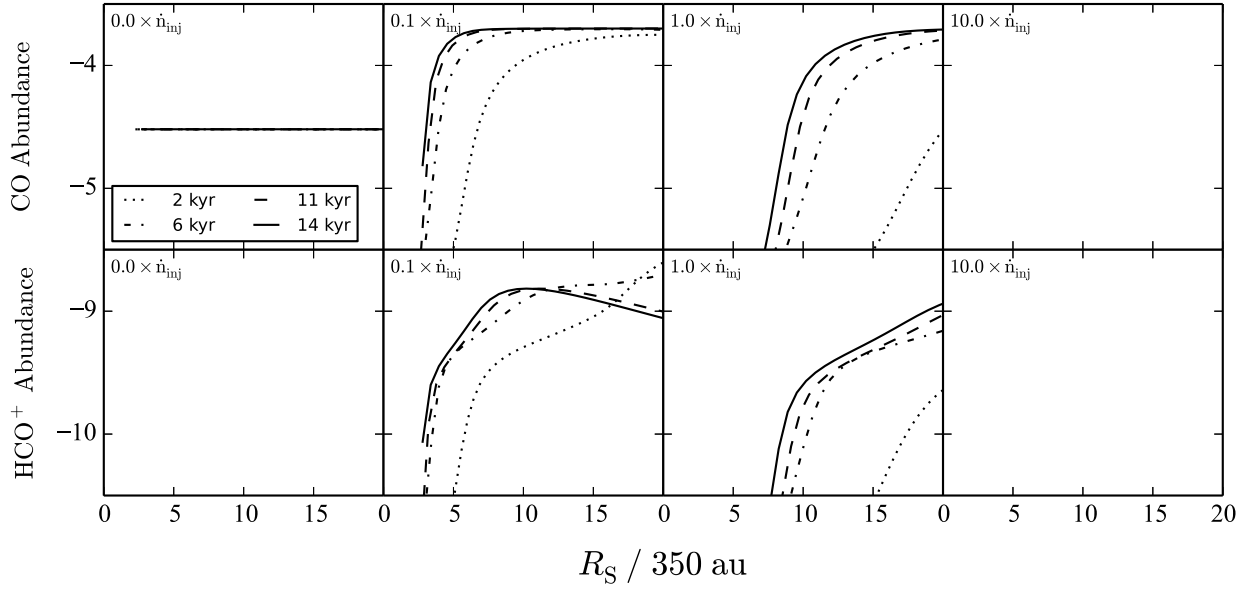 0.0 × ṅinj
0.1 × ṅinj
1.0 × ṅinj
10.0 × ṅinj
CO Abundance
−4
−5
2 kyr
11 kyr
6 kyr
14 kyr
0.0 × ṅinj
0.1 × ṅinj
1.0 × ṅinj
10.0 × ṅinj
HCO⁺ Abundance
−9
−10
0 5 10 15 0 5 10 15 0 5 10 15 0 5 10 15 20
R_S / 350 au